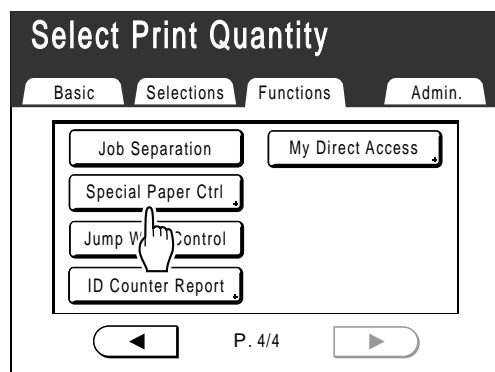 Select Print Quantity
Basic Selections Functions Admin.
Job Separation My Direct Access
Special Paper Ctrl
Jump Control
ID Counter Report
P. 4/4